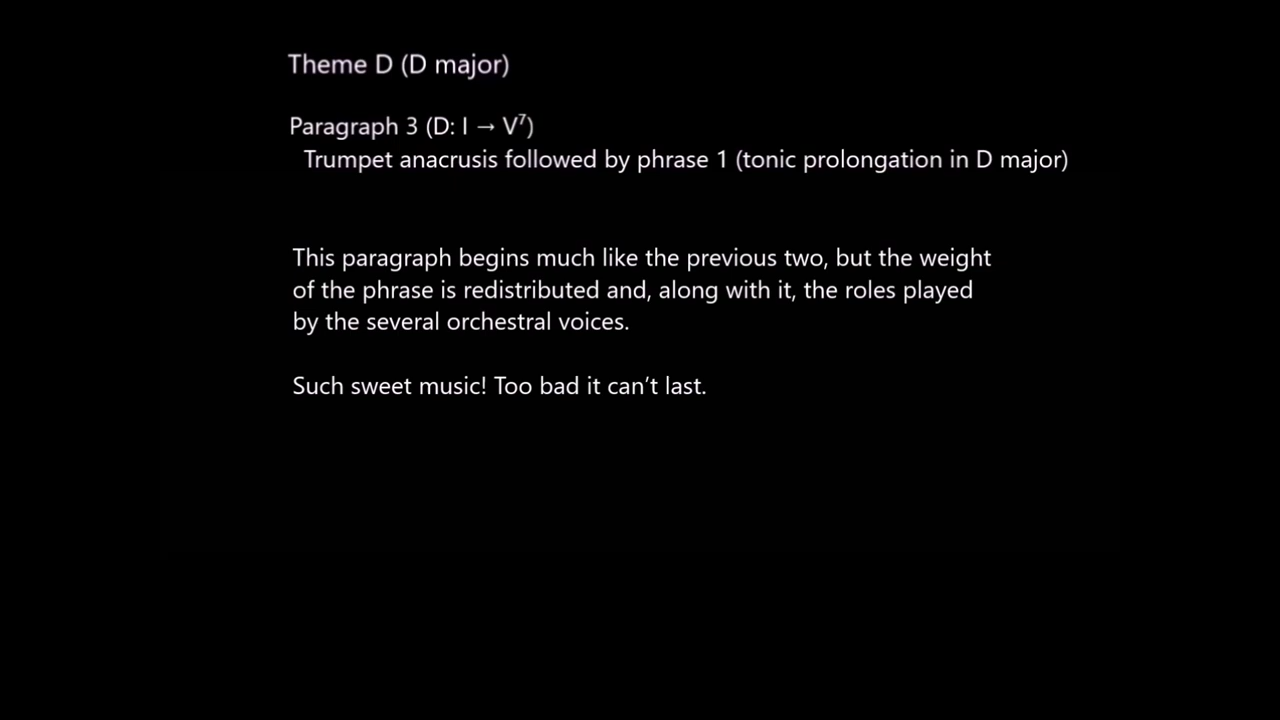 Theme D (D major)
Paragraph 3 (D: I → V⁷)
Trumpet anacrusis followed by phrase 1 (tonic prolongation in D major)
This paragraph begins much like the previous two, but the weight
of the phrase is redistributed and, along with it, the roles played
by the several orchestral voices.
Such sweet music! Too bad it can’t last.